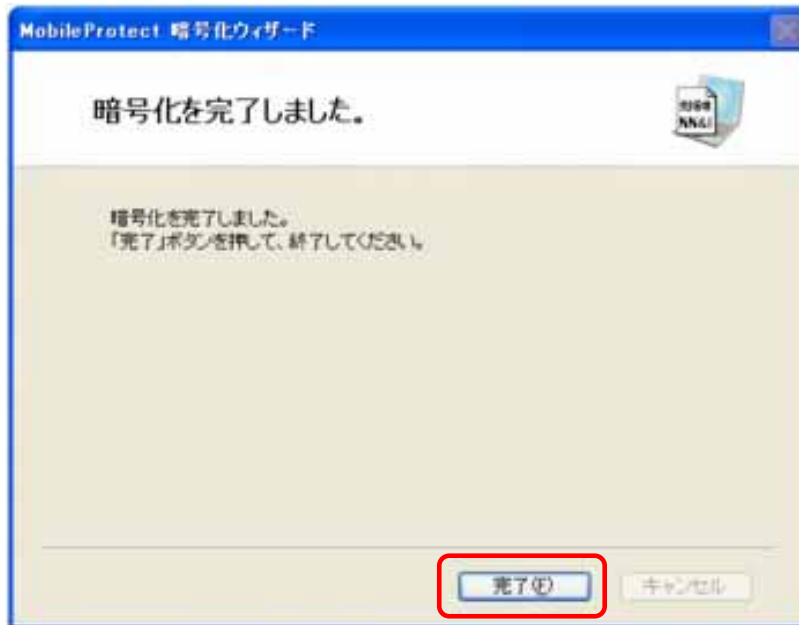 MobileProtect 暗号化ウィザード
暗号化を完了しました。
暗号化を完了しました。
「完了」ボタンを押して、終了してください。
完了(F)
キャンセル